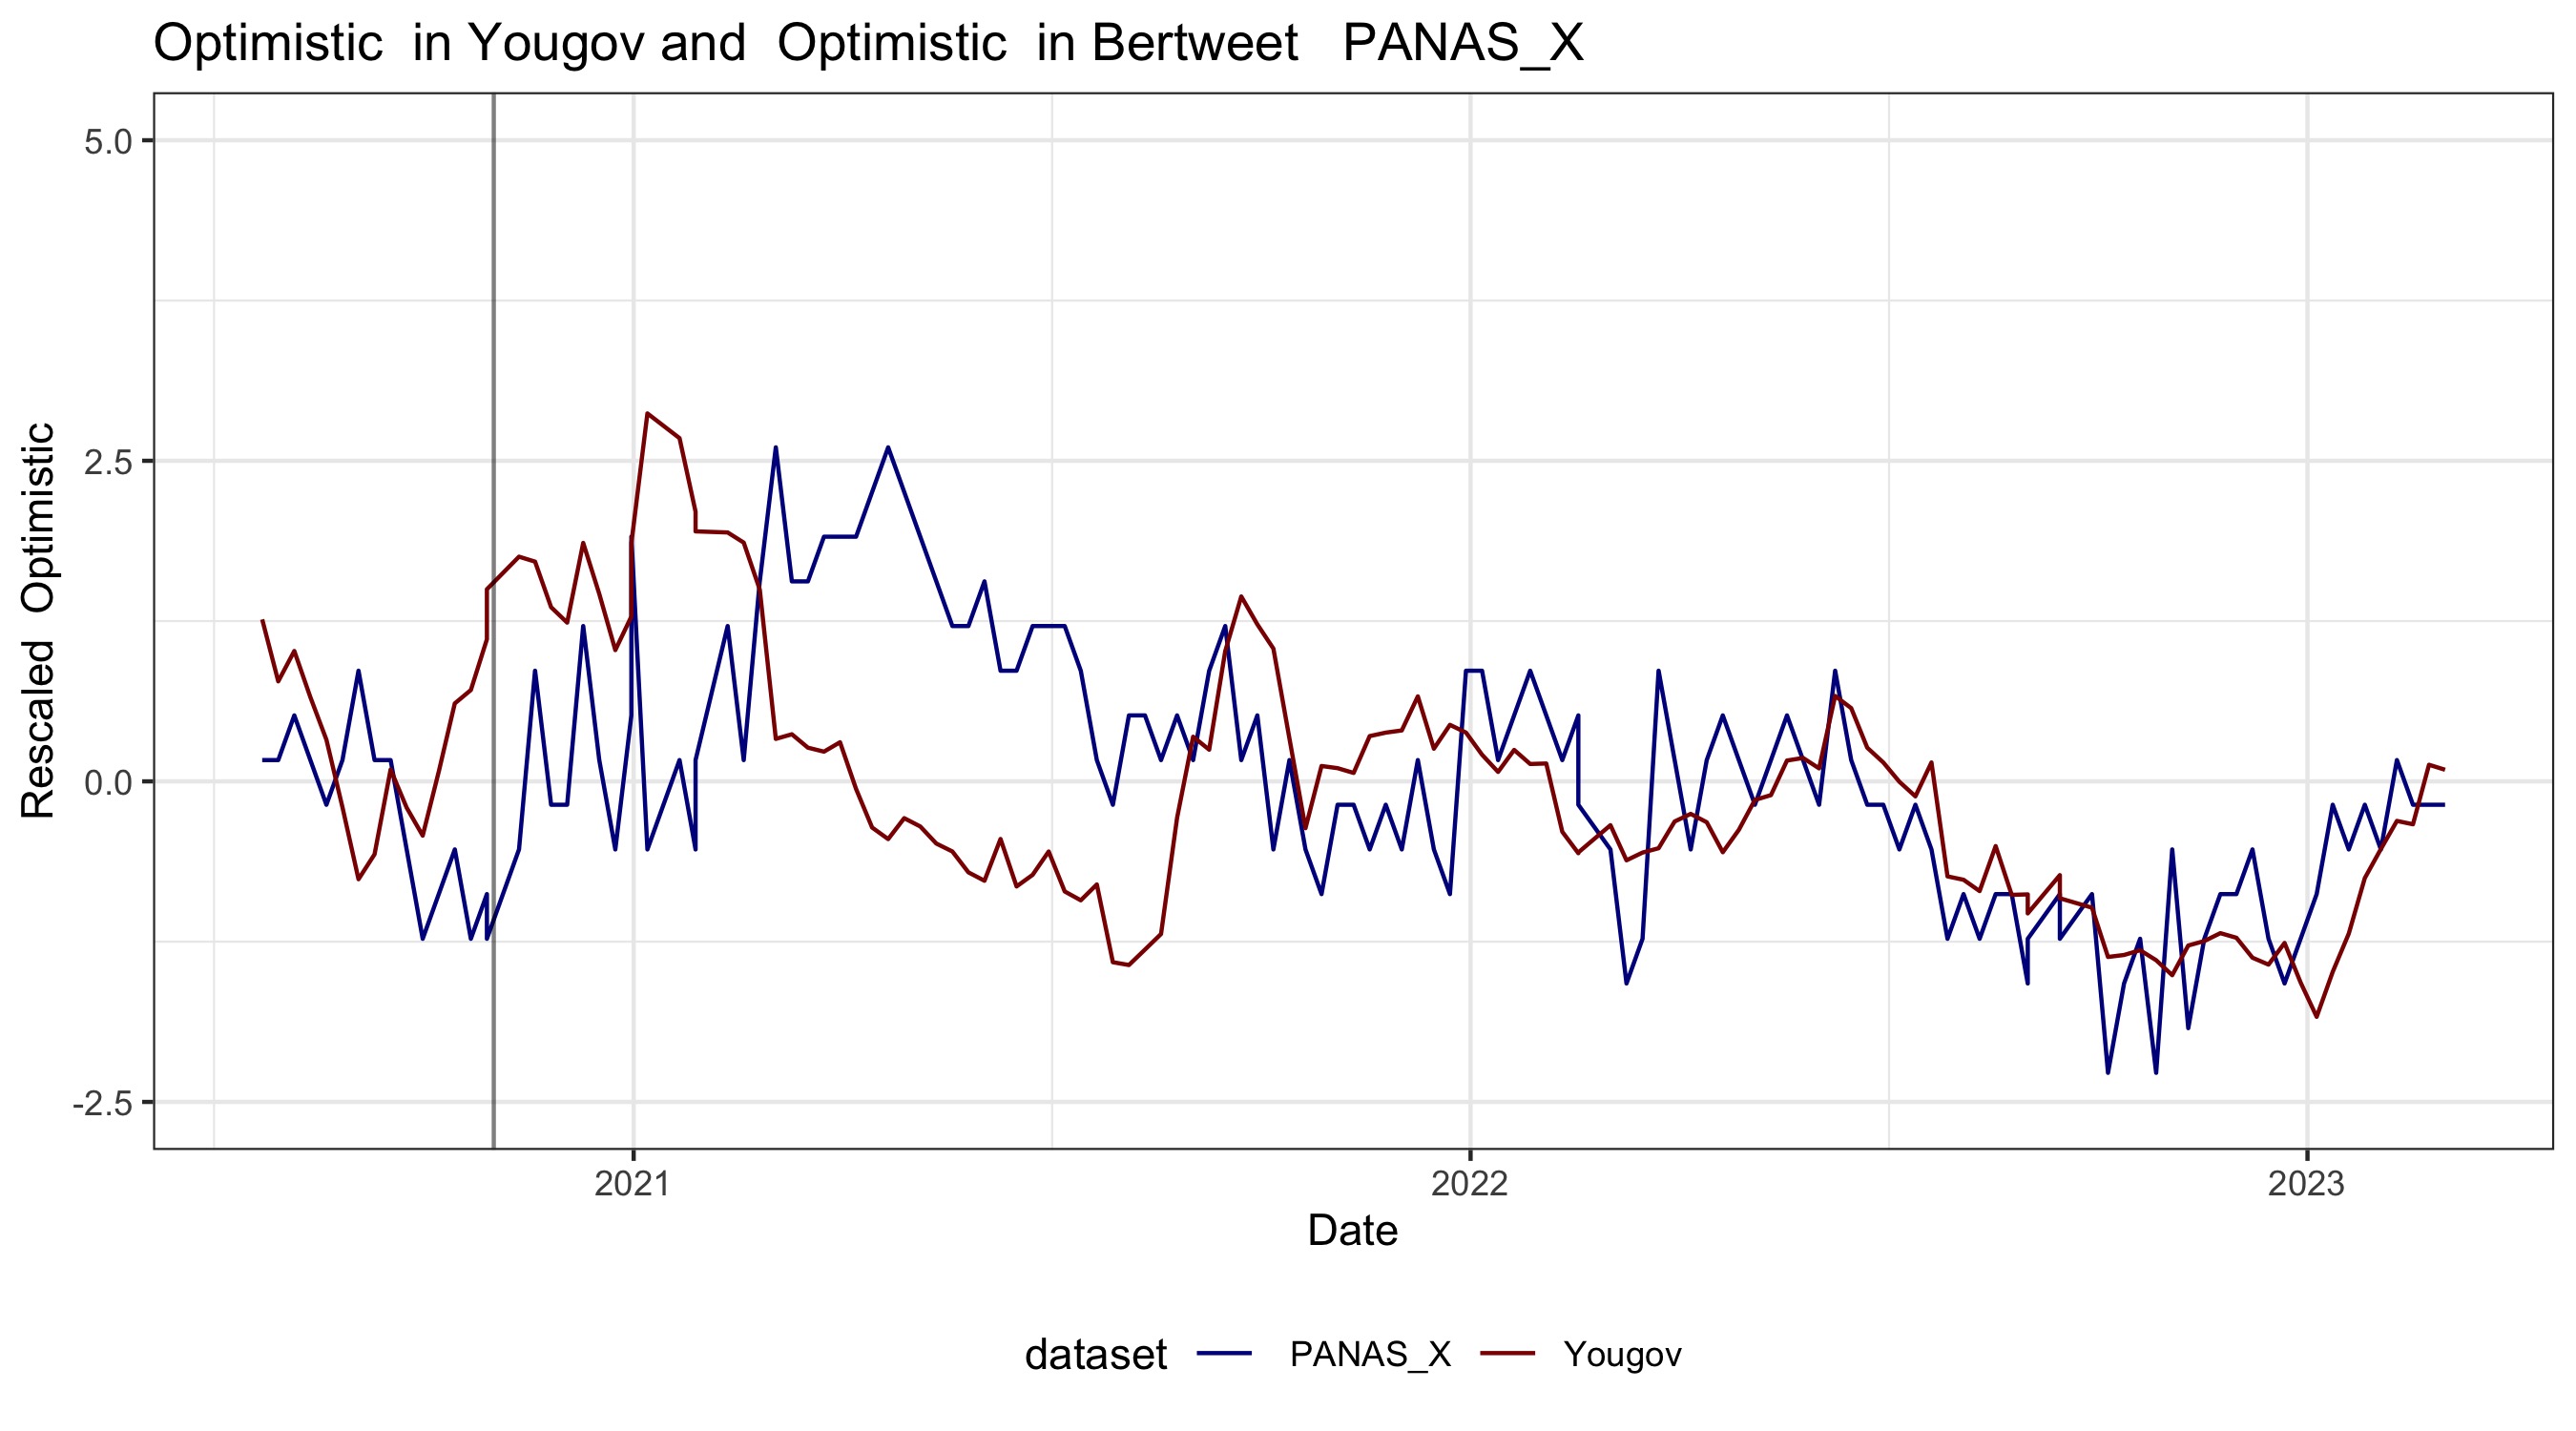 Optimistic in Yougov and Optimistic in Bertweet PANAS_X
Rescaled Optimistic
5.0
2.5
0.0
-2.5
2021 2022 2023
Date
dataset PANAS_X Yougov